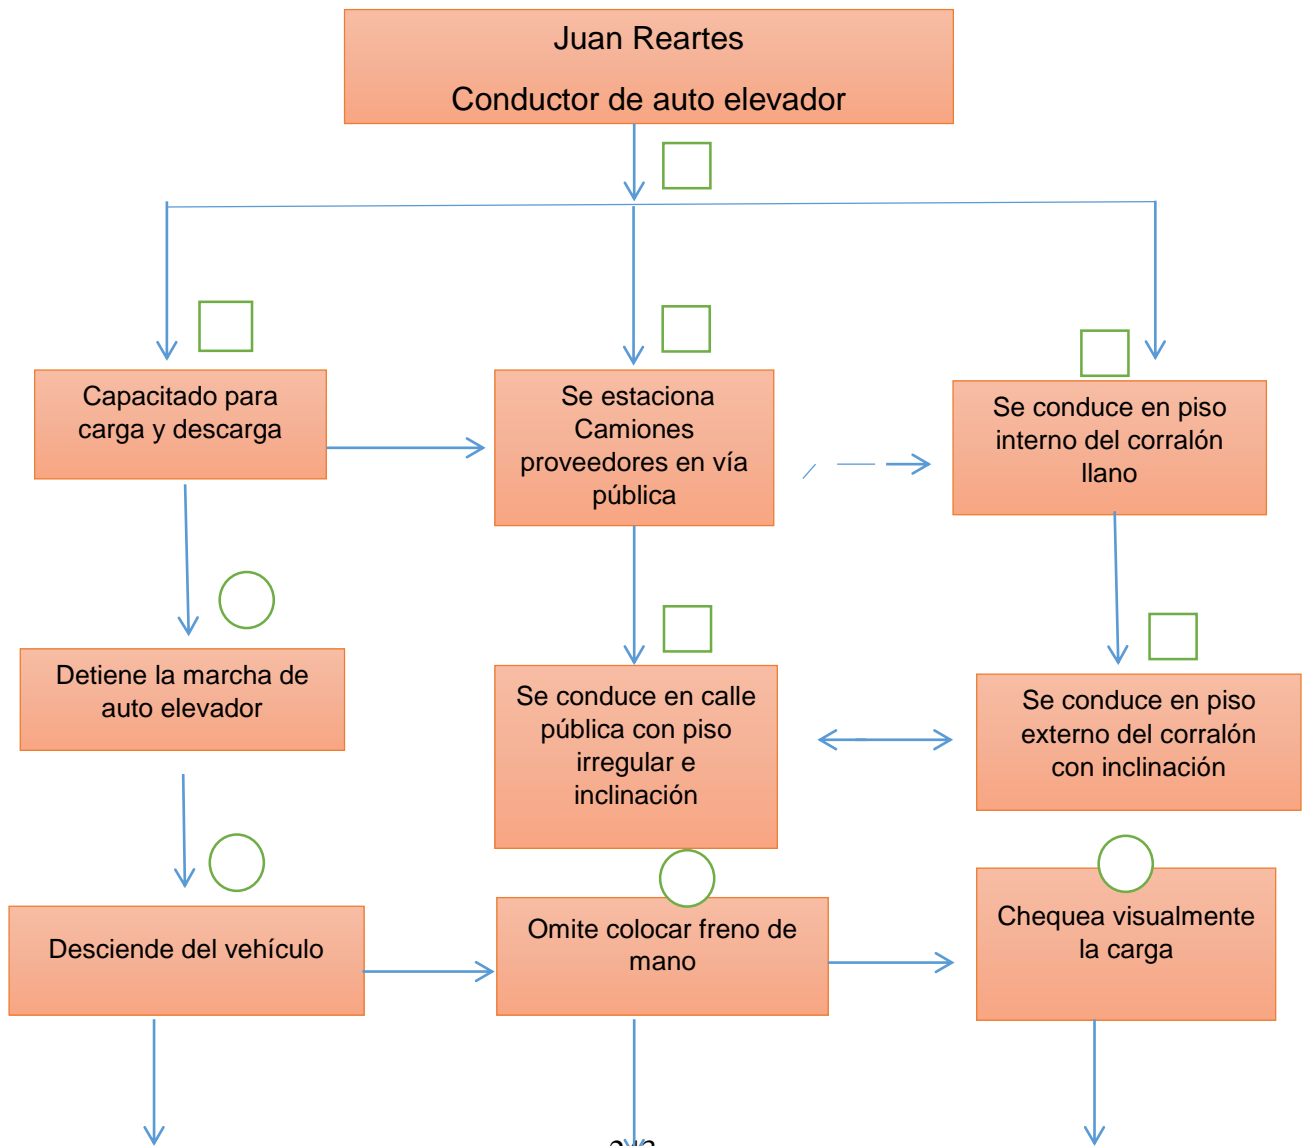 Juan Reartes
Conductor de auto elevador
Capacitado para
carga y descarga
Se estaciona
Camiones
proveedores en vía
pública
Se conduce en piso
interno del corralón
llano
Detiene la marcha de
auto elevador
Se conduce en calle
pública con piso
irregular e
inclinación
Se conduce en piso
externo del corralón
con inclinación
Desciende del vehículo
Omite colocar freno de
mano
Chequea visualmente
la carga